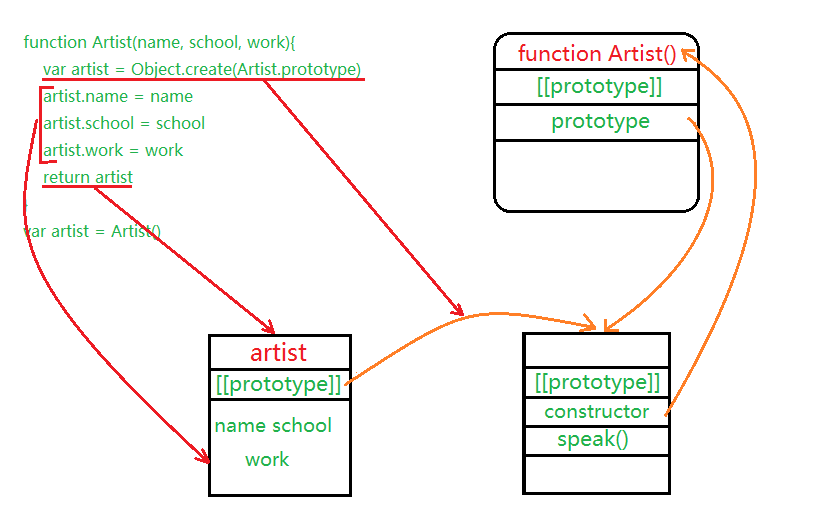 function Artist(name, school, work){
var artist = Object.create(Artist.prototype)
artist.name = name
artist.school = school
artist.work = work
return artist
}
var artist = Artist()
function Artist()
[[prototype]]
prototype
artist
[[prototype]]
name school
work
[[prototype]]
constructor
speak()